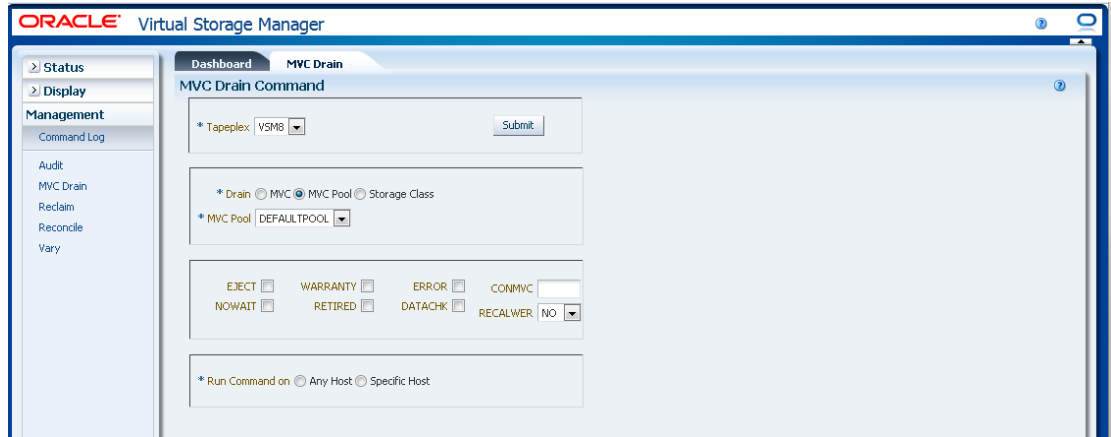 ORACLE Virtual Storage Manager
Status
Display
Management
Command Log
Audit
MVC Drain
Reclaim
Reconcile
Vary
Dashboard MVC Drain
MVC Drain Command
* Tapeplex VSM8 Submit
* Drain MVC MVC Pool Storage Class
* MVC Pool DEFAULTPOOL
EJECT WARRANTY ERROR CONMVC
NOWAIT RETIRED DATACHK RECALWER NO
* Run Command on Any Host Specific Host